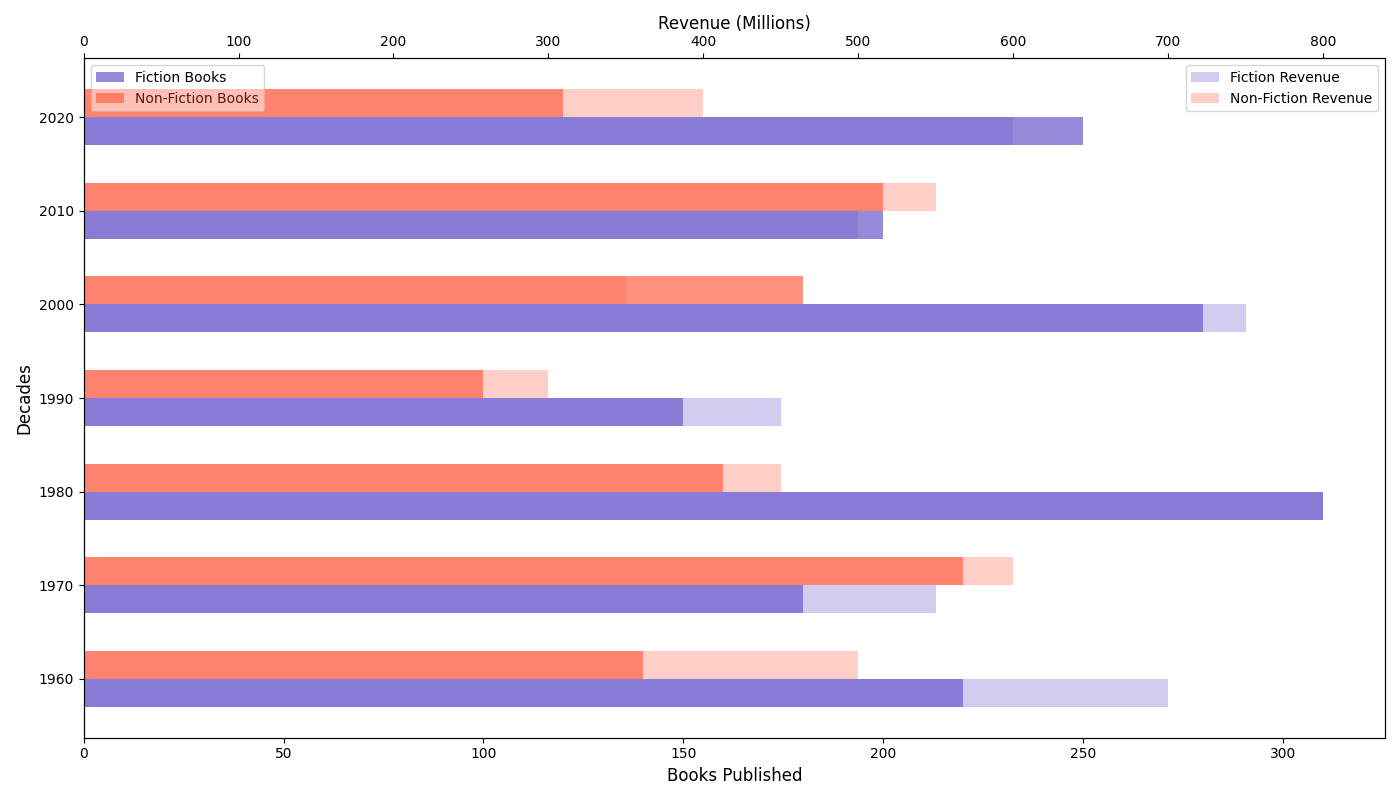 Revenue (Millions)
0 100 200 300 400 500 600 700 800
Fiction Books
Non-Fiction Books
Fiction Revenue
Non-Fiction Revenue
Decades
2020
2010
2000
1990
1980
1970
1960
0 50 100 150 200 250 300
Books Published